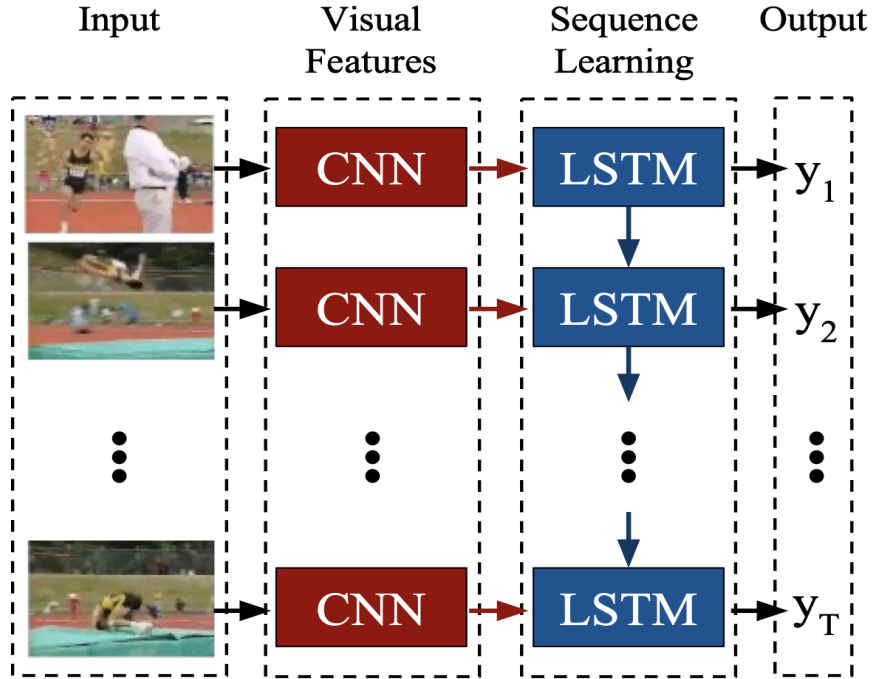 Input
Visual
Features
Sequence
Learning
Output
CNN
LSTM
y1
CNN
LSTM
y2
CNN
LSTM
yT